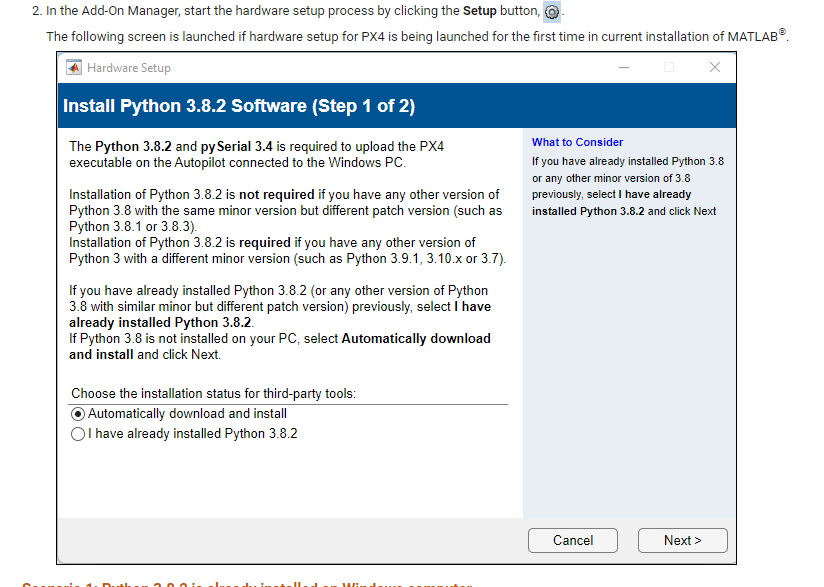 2. In the Add-On Manager, start the hardware setup process by clicking the Setup button, .
The following screen is launched if hardware setup for PX4 is being launched for the first time in current installation of MATLAB®.
Hardware Setup
Install Python 3.8.2 Software (Step 1 of 2)
The Python 3.8.2 and pySerial 3.4 is required to upload the PX4
executable on the Autopilot connected to the Windows PC.
Installation of Python 3.8.2 is not required if you have any other version of
Python 3.8 with the same minor version but different patch version (such as
Python 3.8.1 or 3.8.3).
Installation of Python 3.8.2 is required if you have any other version of
Python 3 with a different minor version (such as Python 3.9.1, 3.10.x or 3.7).
If you have already installed Python 3.8.2 (or any other version of Python
3.8 with similar minor but different patch version) previously, select I have
already installed Python 3.8.2.
If Python 3.8 is not installed on your PC, select Automatically download
and install and click Next.
Choose the installation status for third-party tools:
Automatically download and install
I have already installed Python 3.8.2
What to Consider
If you have already installed Python 3.8
or any other minor version of 3.8
previously, select I have already
installed Python 3.8.2 and click Next
Cancel
Next >
Scenario 1: Python 3.8.2 is already installed on Windows computer